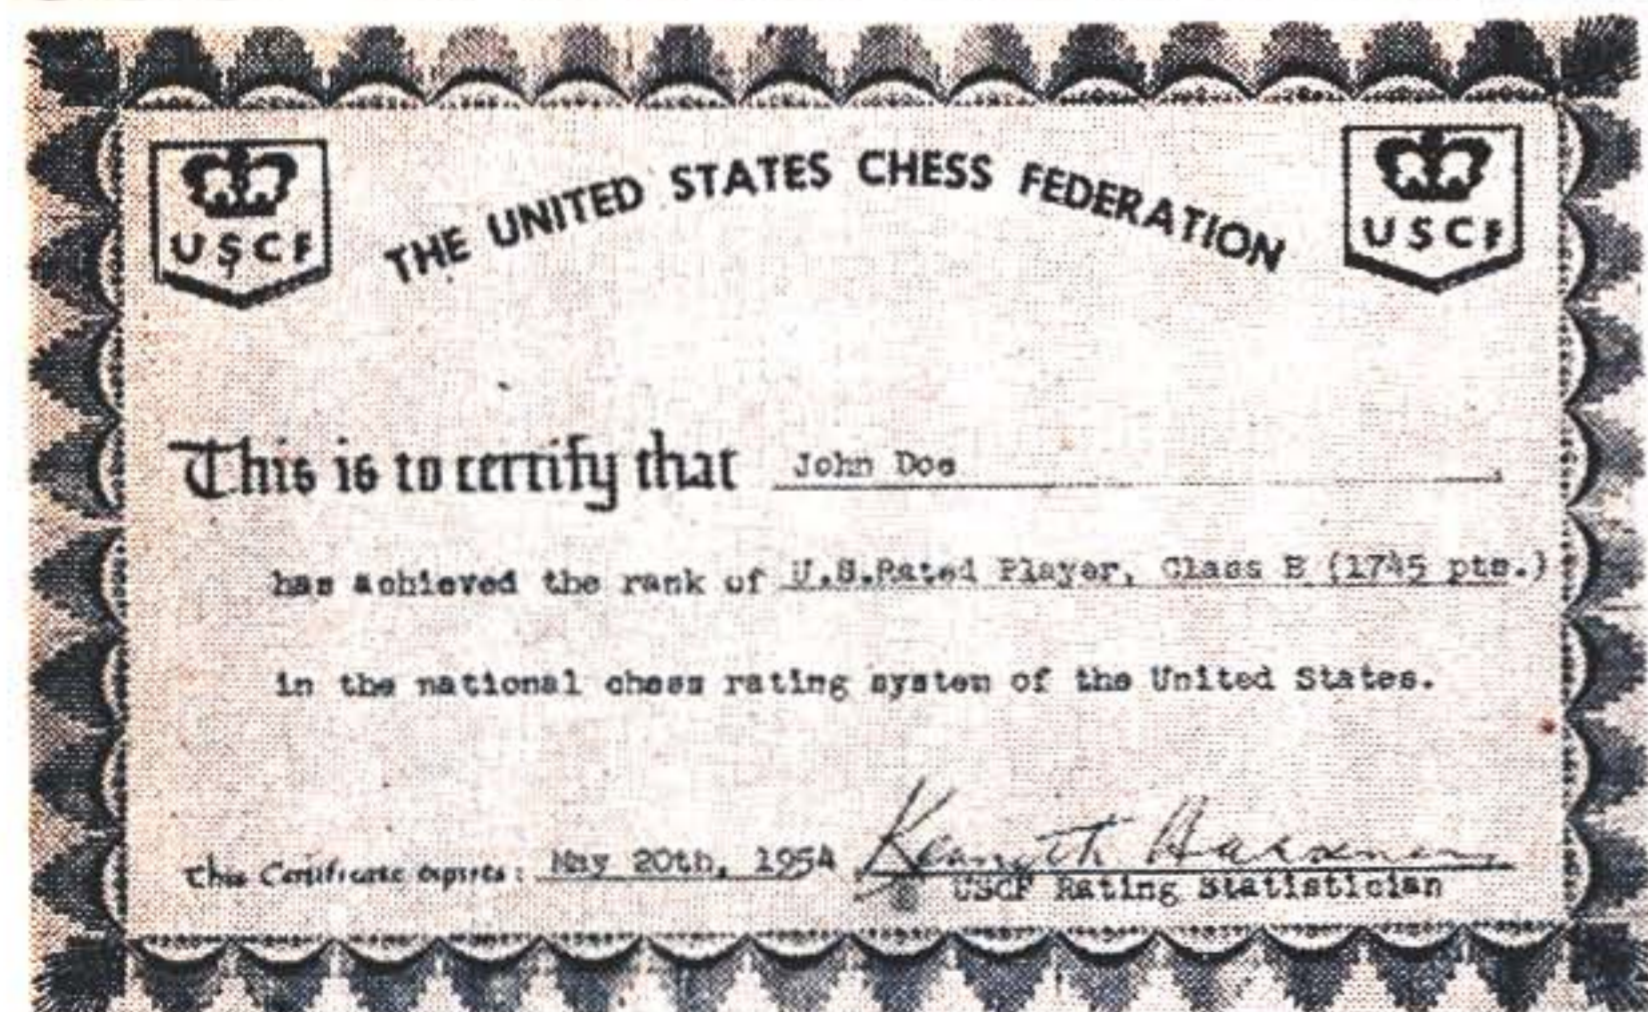 THE UNITED STATES CHESS FEDERATION
USCF
USCF
This is to certify that John Doe
has achieved the rank of U.S.Rated Player, Class B (1745 pts.)
in the national chess rating system of the United States.
This Certificate expires: May 20th, 1954 Kenneth Harkness
USCF Rating Statistician